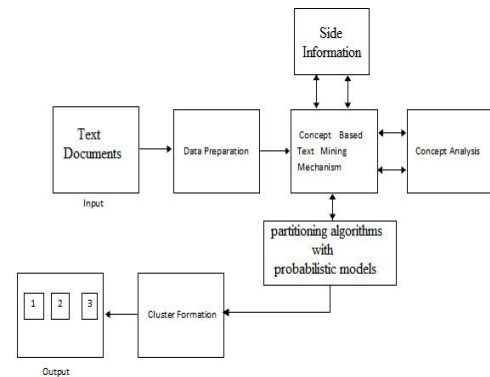 Side
Information
Text
Documents
Data Preparation
Concept Based
Text Mining
Mechanism
Concept Analysis
Input
partitioning algorithms
with
probabilistic models
1 2 3
Cluster Formation
Output